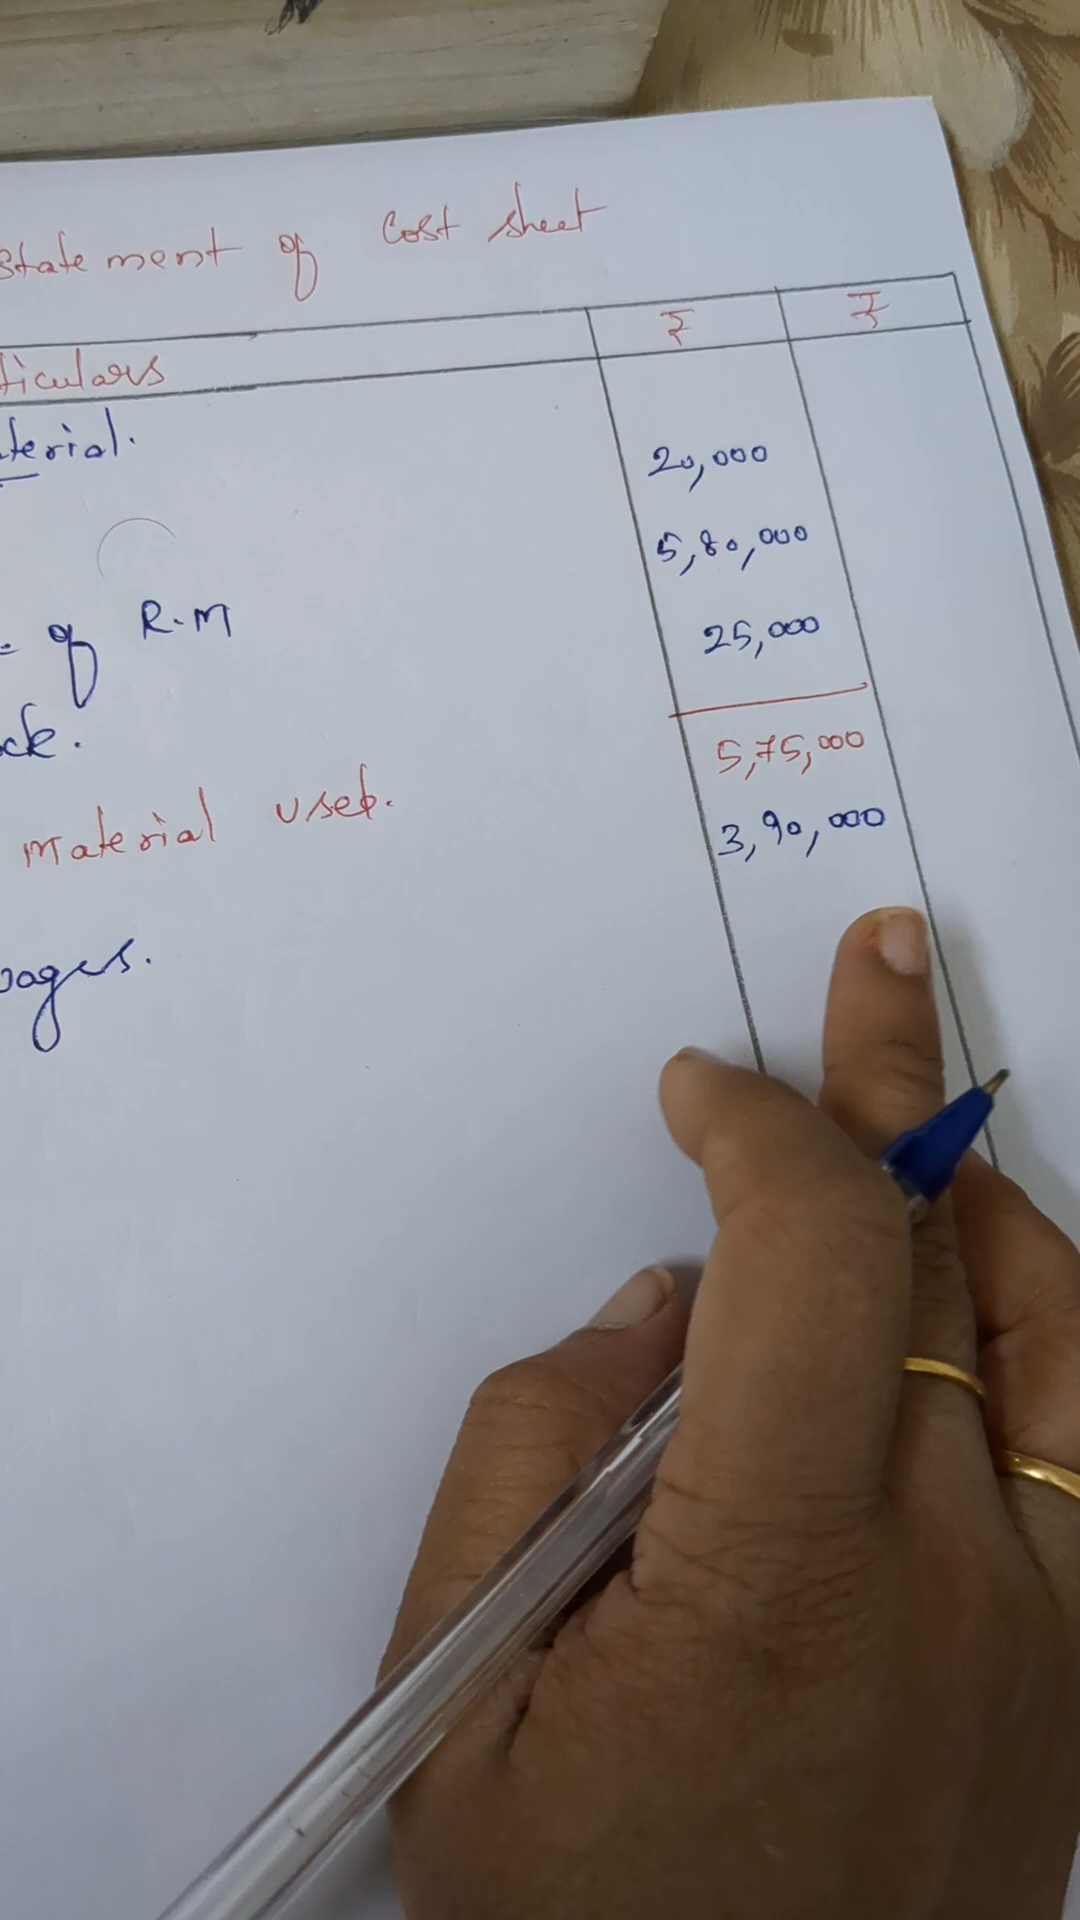 statement of cost sheet
ticulars ₹ ₹
terial. 20,000
5,80,000
of R.M 25,000
ck.
material used. 5,75,000
wages. 3,90,000